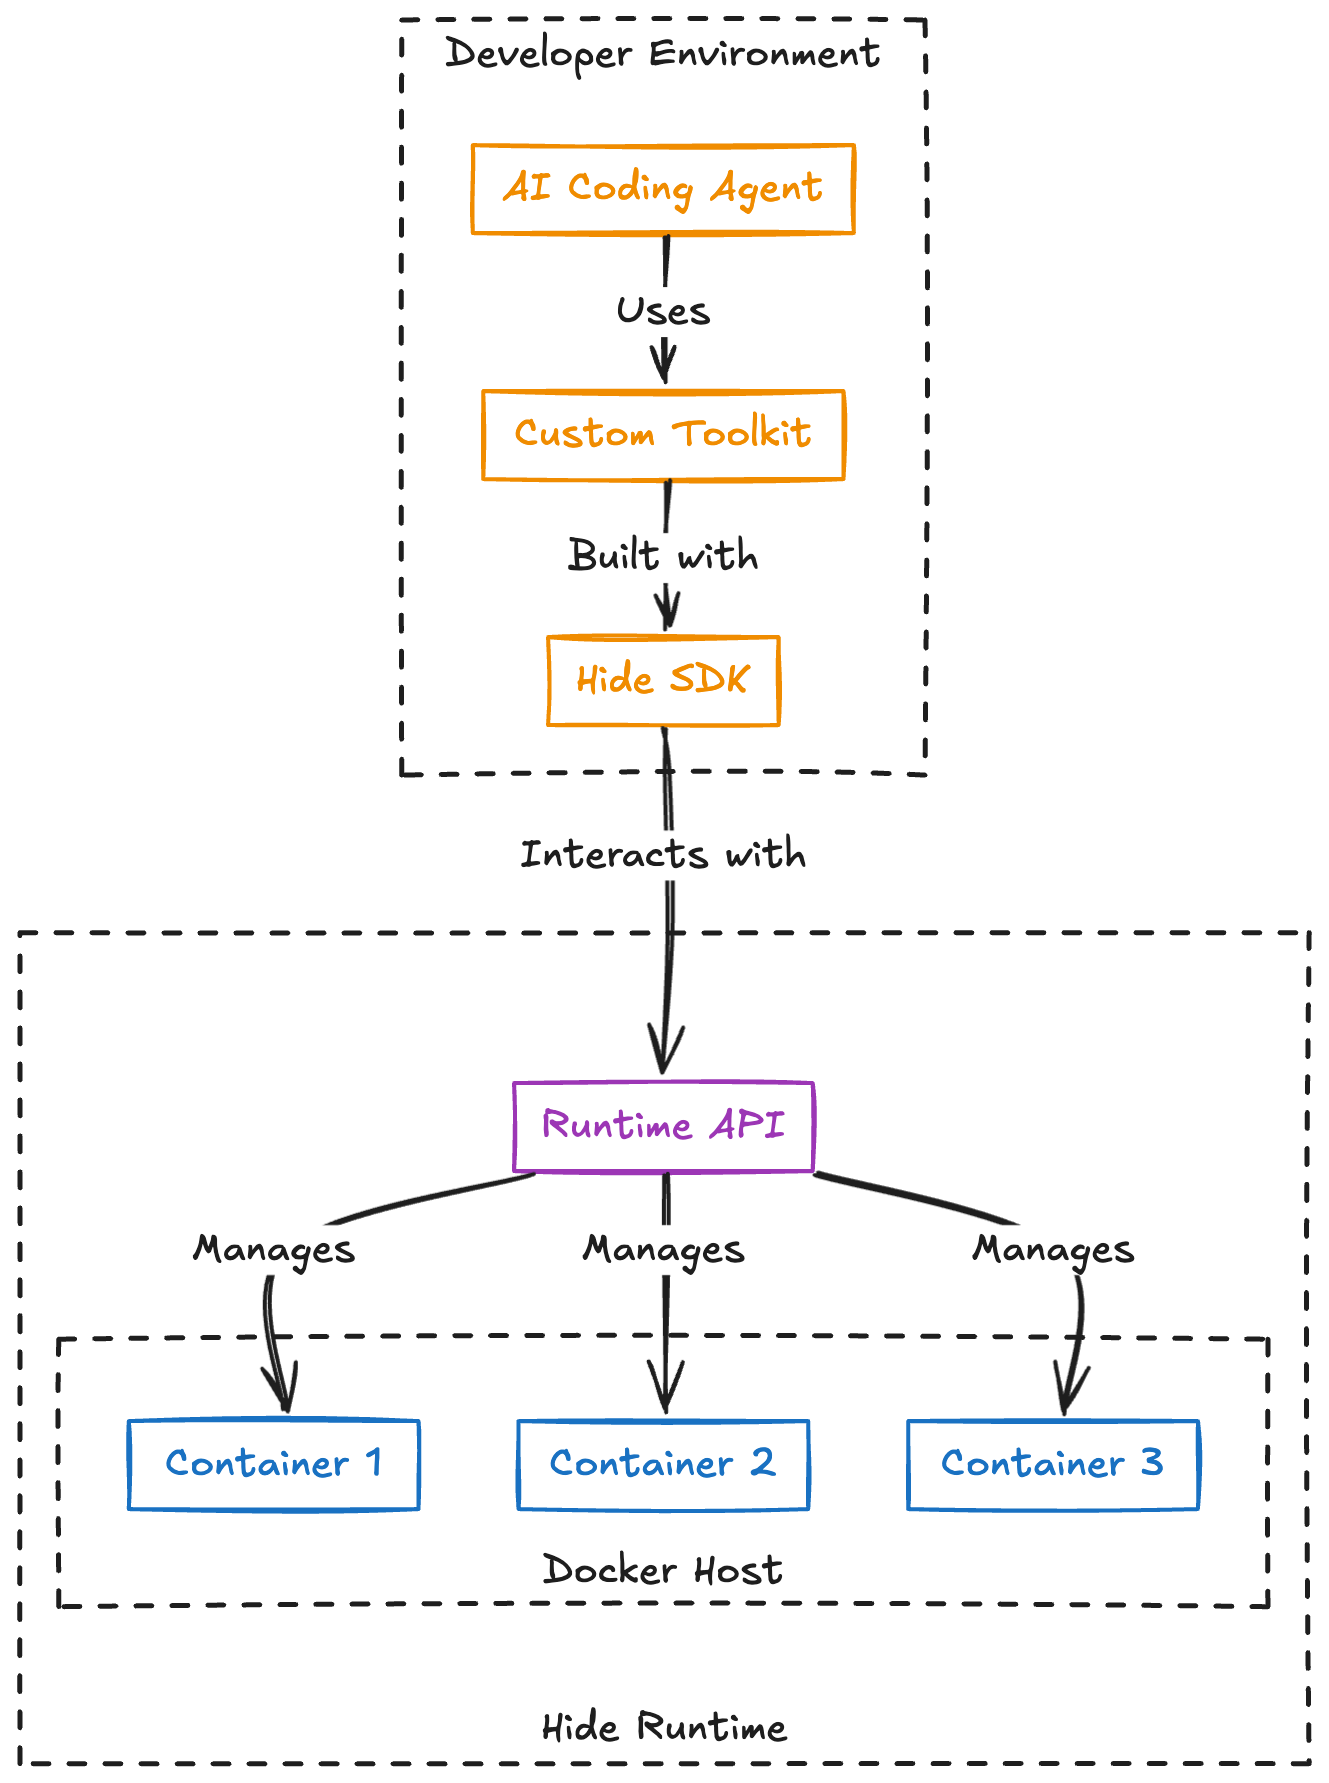 Developer Environment
AI Coding Agent
Uses
Custom Toolkit
Built with
Hide SDK
Interacts with
Runtime API
Manages Manages Manages
Container 1 Container 2 Container 3
Docker Host
Hide Runtime